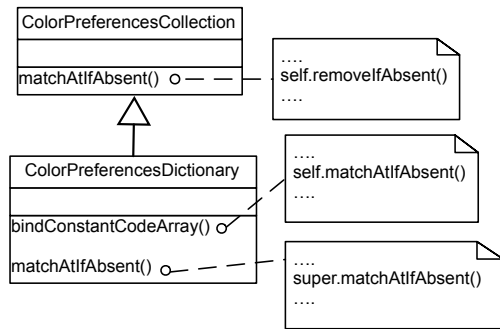 ColorPreferencesCollection
matchAtIfAbsent()
....
self.removeIfAbsent()
....
ColorPreferencesDictionary
bindConstantCodeArray()
matchAtIfAbsent()
....
self.matchAtIfAbsent()
....
....
super.matchAtIfAbsent()
....